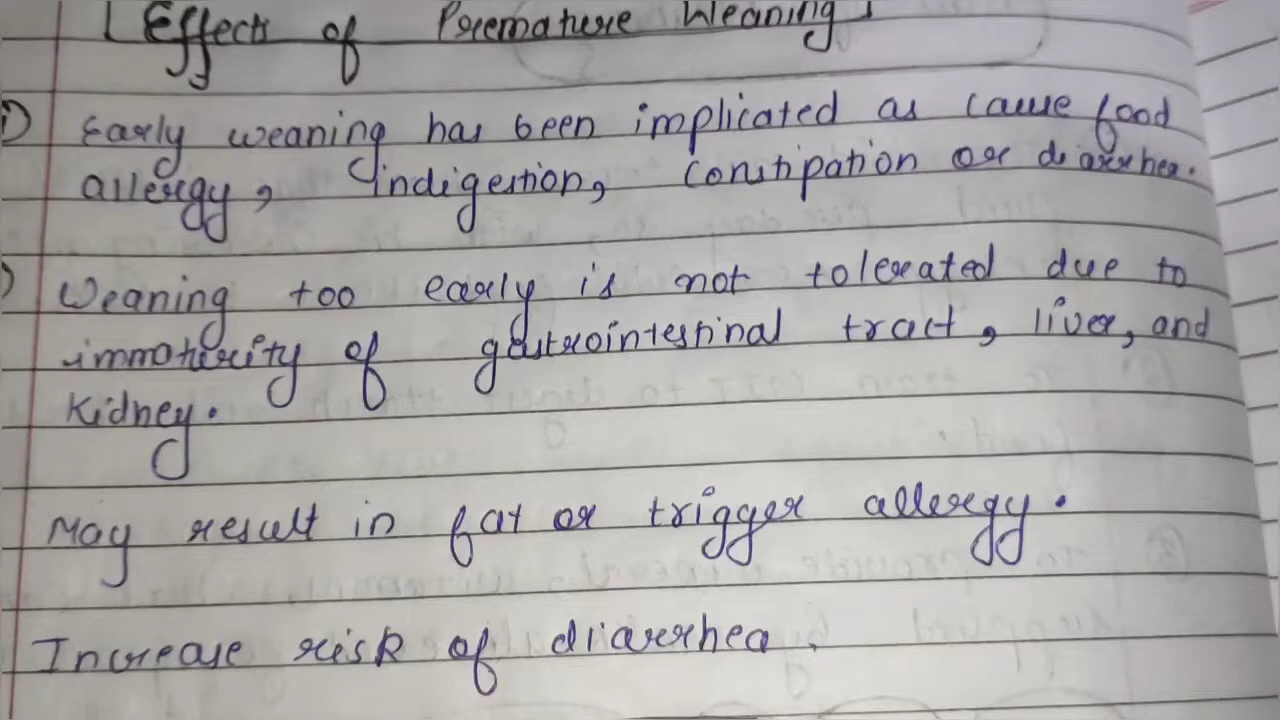 Effects of Premature Weaning
1) Early weaning has been implicated as cause food
allergy, indigestion, constipation or diarrhea.
) Weaning too early is not tolerated due to
immaturity of gastrointestinal tract, liver, and
Kidney.
May result in fat or trigger allergy.
Increase risk of diarrhea.